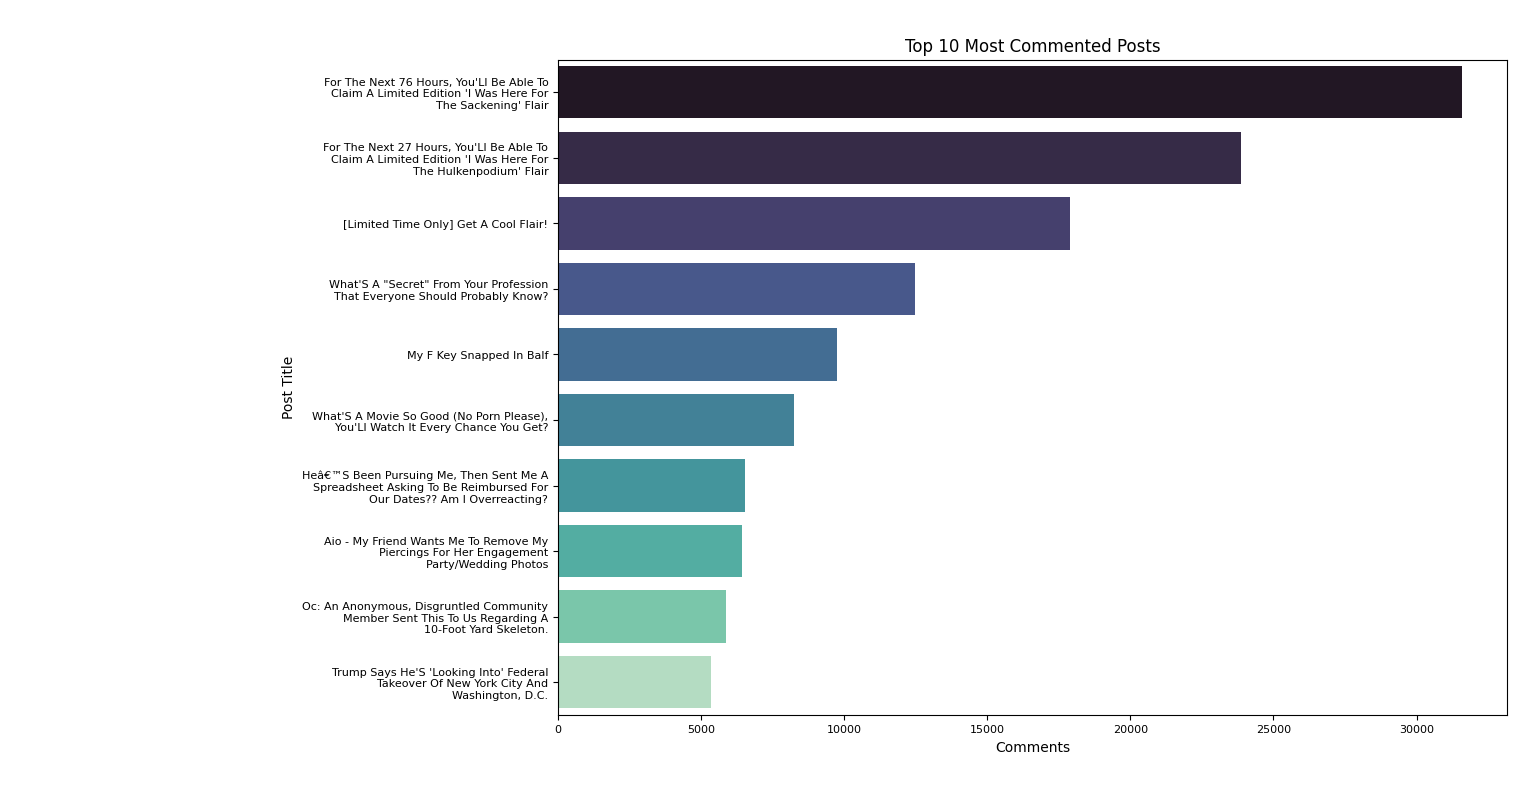 Top 10 Most Commented Posts
For The Next 76 Hours, You'Ll Be Able To
Claim A Limited Edition 'I Was Here For
The Sackening' Flair
For The Next 27 Hours, You'Ll Be Able To
Claim A Limited Edition 'I Was Here For
The Hulkenpodium' Flair
[Limited Time Only] Get A Cool Flair!
What'S A "Secret" From Your Profession
That Everyone Should Probably Know?
My F Key Snapped In Balf
What'S A Movie So Good (No Porn Please),
You'Ll Watch It Every Chance You Get?
Heâ€™S Been Pursuing Me, Then Sent Me A
Spreadsheet Asking To Be Reimbursed For
Our Dates?? Am I Overreacting?
Aio - My Friend Wants Me To Remove My
Piercings For Her Engagement
Party/Wedding Photos
Oc: An Anonymous, Disgruntled Community
Member Sent This To Us Regarding A
10-Foot Yard Skeleton.
Trump Says He'S 'Looking Into' Federal
Takeover Of New York City And
Washington, D.C.
Post Title
0 5000 10000 15000 20000 25000 30000
Comments